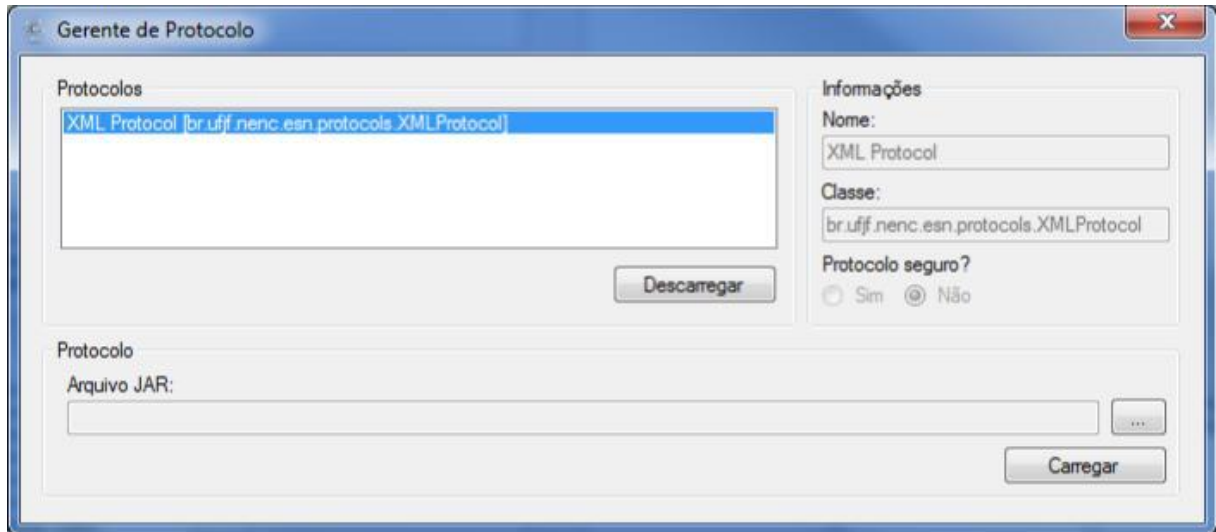 Gerente de Protocolo
Protocolos
XML Protocol [br.ufjf.nenc.esn.protocols.XMLProtocol]
Descarregar
Informações
Nome:
XML Protocol
Classe:
br.ufjf.nenc.esn.protocols.XMLProtocol
Protocolo seguro?
Sim Não
Protocolo
Arquivo JAR:
...
Carregar